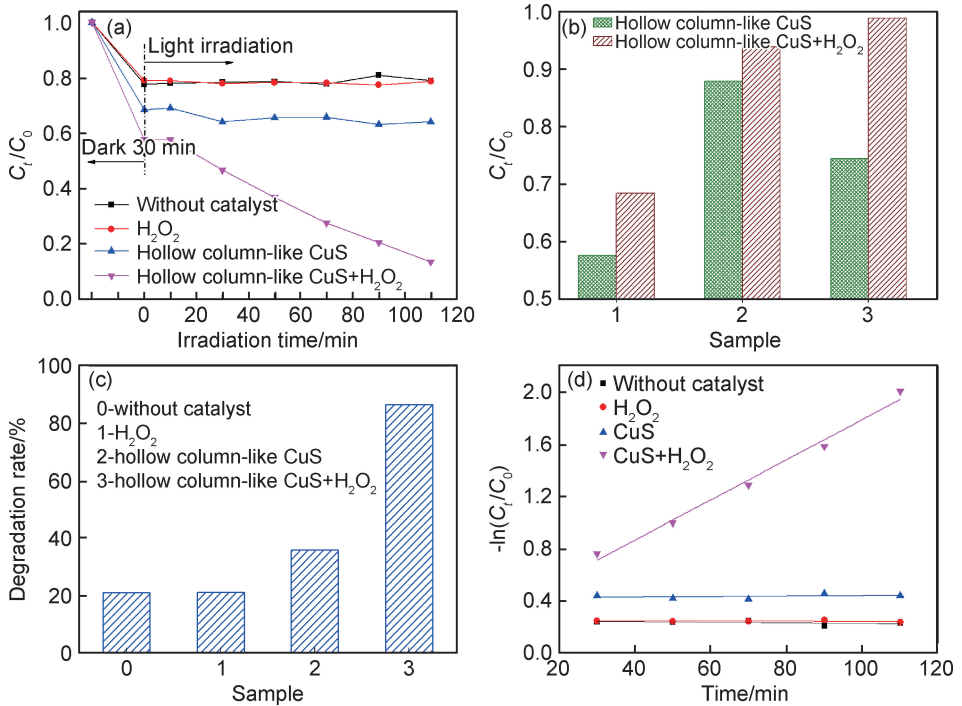 (a)
Light irradiation
Dark 30 min
Without catalyst
H₂O₂
Hollow column-like CuS
Hollow column-like CuS+H₂O₂
1.0
0.8
0.6
0.4
0.2
0.0
Cₜ/C₀
0 20 40 60 80 100 120
Irradiation time/min
(b)
Hollow column-like CuS
Hollow column-like CuS+H₂O₂
1.0
0.9
0.8
0.7
0.6
0.5
Cₜ/C₀
1 2 3
Sample
(c)
0-without catalyst
1-H₂O₂
2-hollow column-like CuS
3-hollow column-like CuS+H₂O₂
100
80
60
40
20
0
Degradation rate/%
0 1 2 3
Sample
(d)
Without catalyst
H₂O₂
CuS
CuS+H₂O₂
2.0
1.6
1.2
0.8
0.4
0.0
-ln(Cₜ/C₀)
20 40 60 80 100 120
Time/min